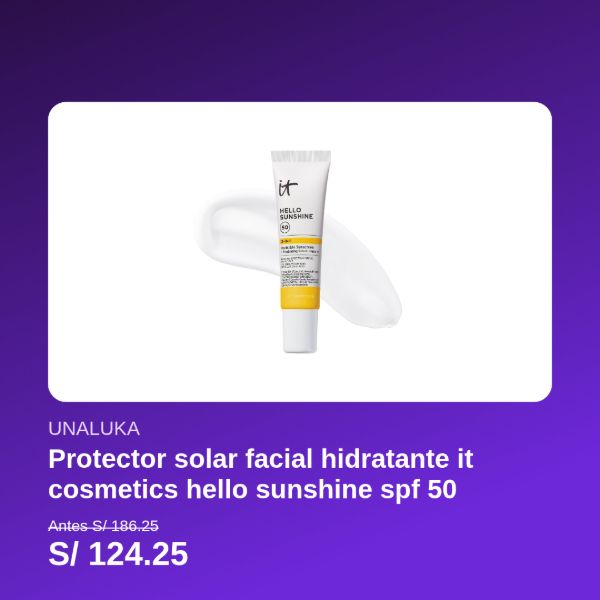 it
HELLO
SUNSHINE
50
UNALUKA
Protector solar facial hidratante it
cosmetics hello sunshine spf 50
Antes S/ 186.25
S/ 124.25